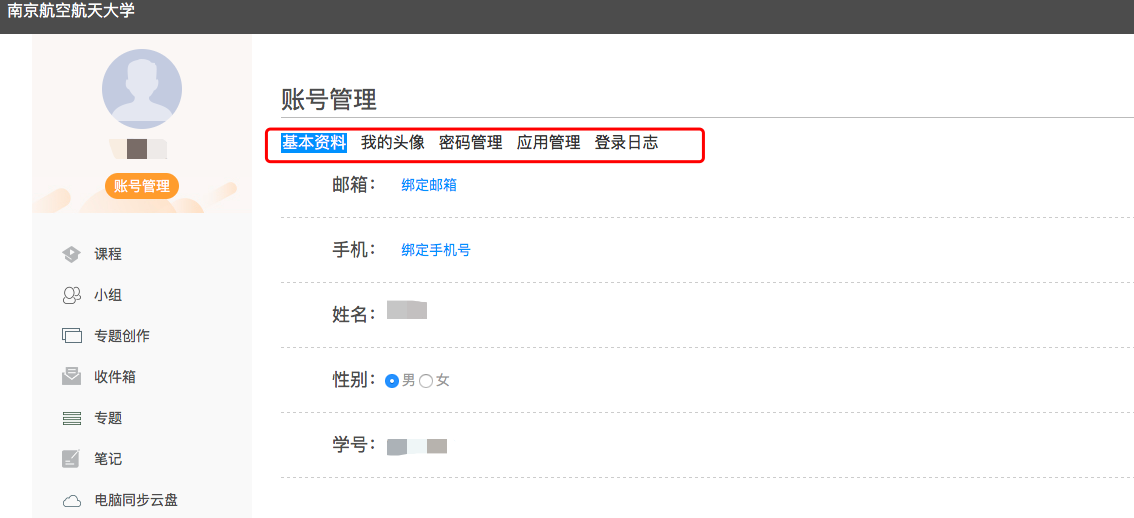 南京航空航天大学
账号管理
课程
小组
专题创作
收件箱
专题
笔记
电脑同步云盘
账号管理
基本资料 我的头像 密码管理 应用管理 登录日志
邮箱： 绑定邮箱
手机： 绑定手机号
姓名：
性别： 男 女
学号：